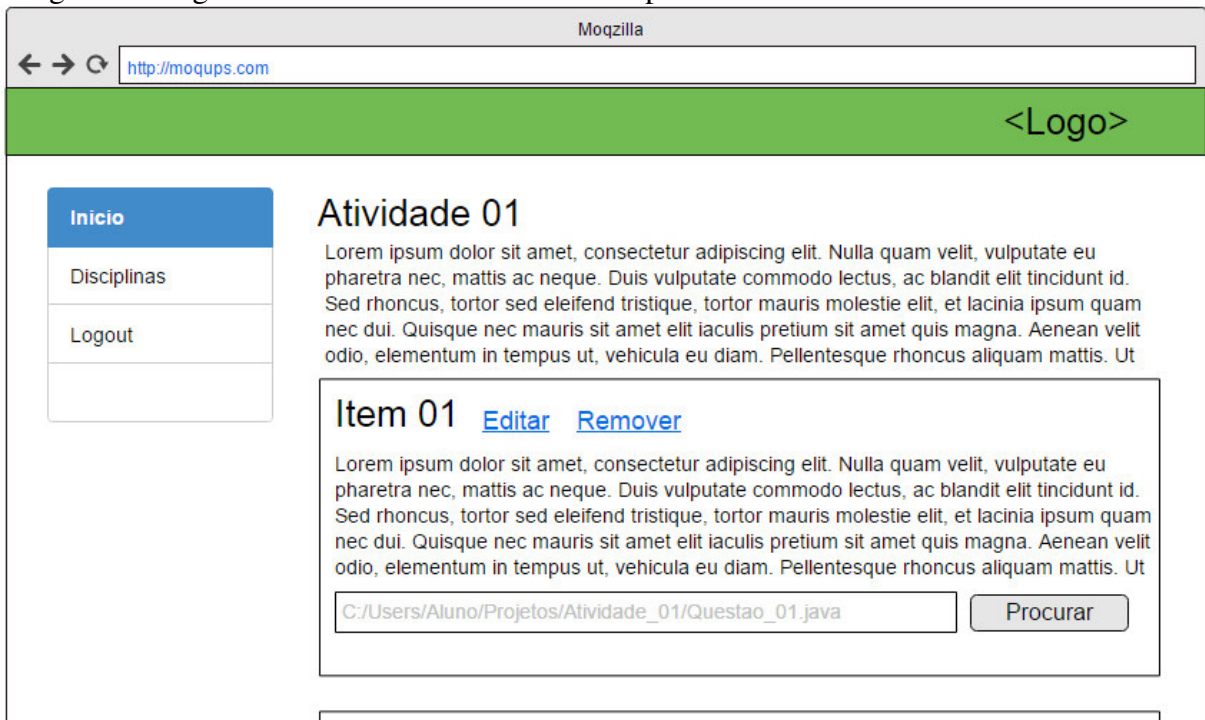 Moqzilla
http://moqups.com
<Logo>
Inicio
Disciplinas
Logout
Atividade 01
Lorem ipsum dolor sit amet, consectetur adipiscing elit. Nulla quam velit, vulputate eu
pharetra nec, mattis ac neque. Duis vulputate commodo lectus, ac blandit elit tincidunt id.
Sed rhoncus, tortor sed eleifend tristique, tortor mauris molestie elit, et lacinia ipsum quam
nec dui. Quisque nec mauris sit amet elit iaculis pretium sit amet quis magna. Aenean velit
odio, elementum in tempus ut, vehicula eu diam. Pellentesque rhoncus aliquam mattis. Ut
Item 01 Editar Remover
Lorem ipsum dolor sit amet, consectetur adipiscing elit. Nulla quam velit, vulputate eu
pharetra nec, mattis ac neque. Duis vulputate commodo lectus, ac blandit elit tincidunt id.
Sed rhoncus, tortor sed eleifend tristique, tortor mauris molestie elit, et lacinia ipsum quam
nec dui. Quisque nec mauris sit amet elit iaculis pretium sit amet quis magna. Aenean velit
odio, elementum in tempus ut, vehicula eu diam. Pellentesque rhoncus aliquam mattis. Ut
C:/Users/Aluno/Projetos/Atividade_01/Questao_01.java
Procurar